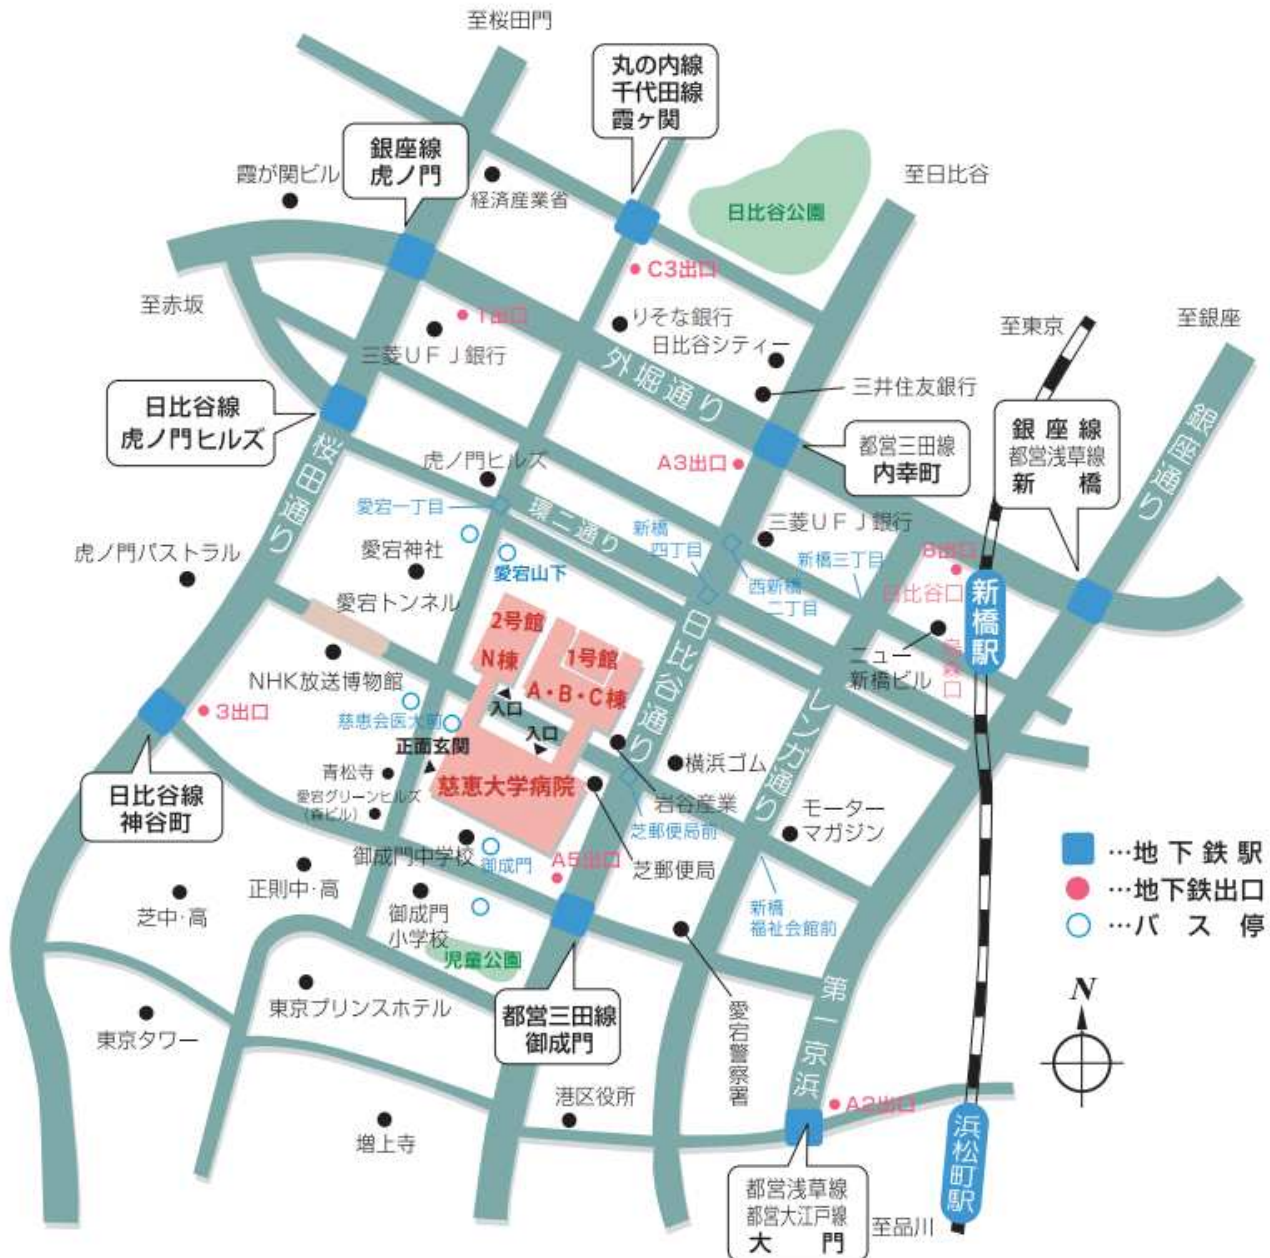 至桜田門
丸の内線
千代田線
霞ヶ関
銀座線
虎ノ門
霞が関ビル
経済産業省
至日比谷
日比谷公園
C3出口
至赤坂
1出口
三菱UFJ銀行
りそな銀行
日比谷シティー
至東京
至銀座
外堀通り
三井住友銀行
日比谷線
虎ノ門ヒルズ
桜田通り
銀座線
都営浅草線
新橋
銀座通り
都営三田線
内幸町
A3出口
虎ノ門ヒルズ
愛宕一丁目
環二通り
新橋
四丁目
三菱UFJ銀行
新橋三丁目
西新橋
二丁目
8出口
日比谷口
烏森口
新橋駅
虎ノ門パストラル
愛宕神社
愛宕山下
愛宕トンネル
2号館
N棟
1号館
A・B・C棟
日比谷通り
ニュー
新橋ビル
レンガ通り
NHK放送博物館
3出口
慈恵会医大前
入口
入口
正面玄関
慈恵大学病院
横浜ゴム
岩谷産業
日比谷線
神谷町
青松寺
愛宕グリーンヒルズ
(森ビル)
芝郵便局前
モーター
マガジン
御成門中学校
御成門
A5出口
芝郵便局
正則中・高
芝中・高
御成門
小学校
新橋
福祉会館前
児童公園
…地下鉄駅
…地下鉄出口
…バス停
N
東京プリンスホテル
東京タワー
都営三田線
御成門
愛宕警察署
第一京浜
港区役所
A2出口
増上寺
浜松町駅
都営浅草線
都営大江戸線
大門
至品川